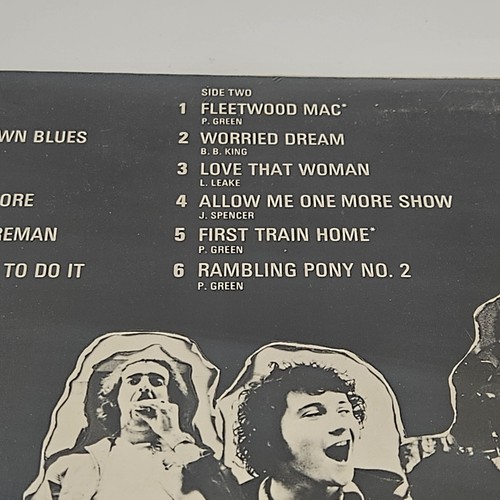 SIDE TWO
1 FLEETWOOD MAC*
P. GREEN
WN BLUES
2 WORRIED DREAM
B. B. KING
3 LOVE THAT WOMAN
L. LEAKE
ORE
4 ALLOW ME ONE MORE SHOW
J. SPENCER
REMAN
5 FIRST TRAIN HOME*
P. GREEN
TO DO IT
6 RAMBLING PONY NO. 2
P. GREEN